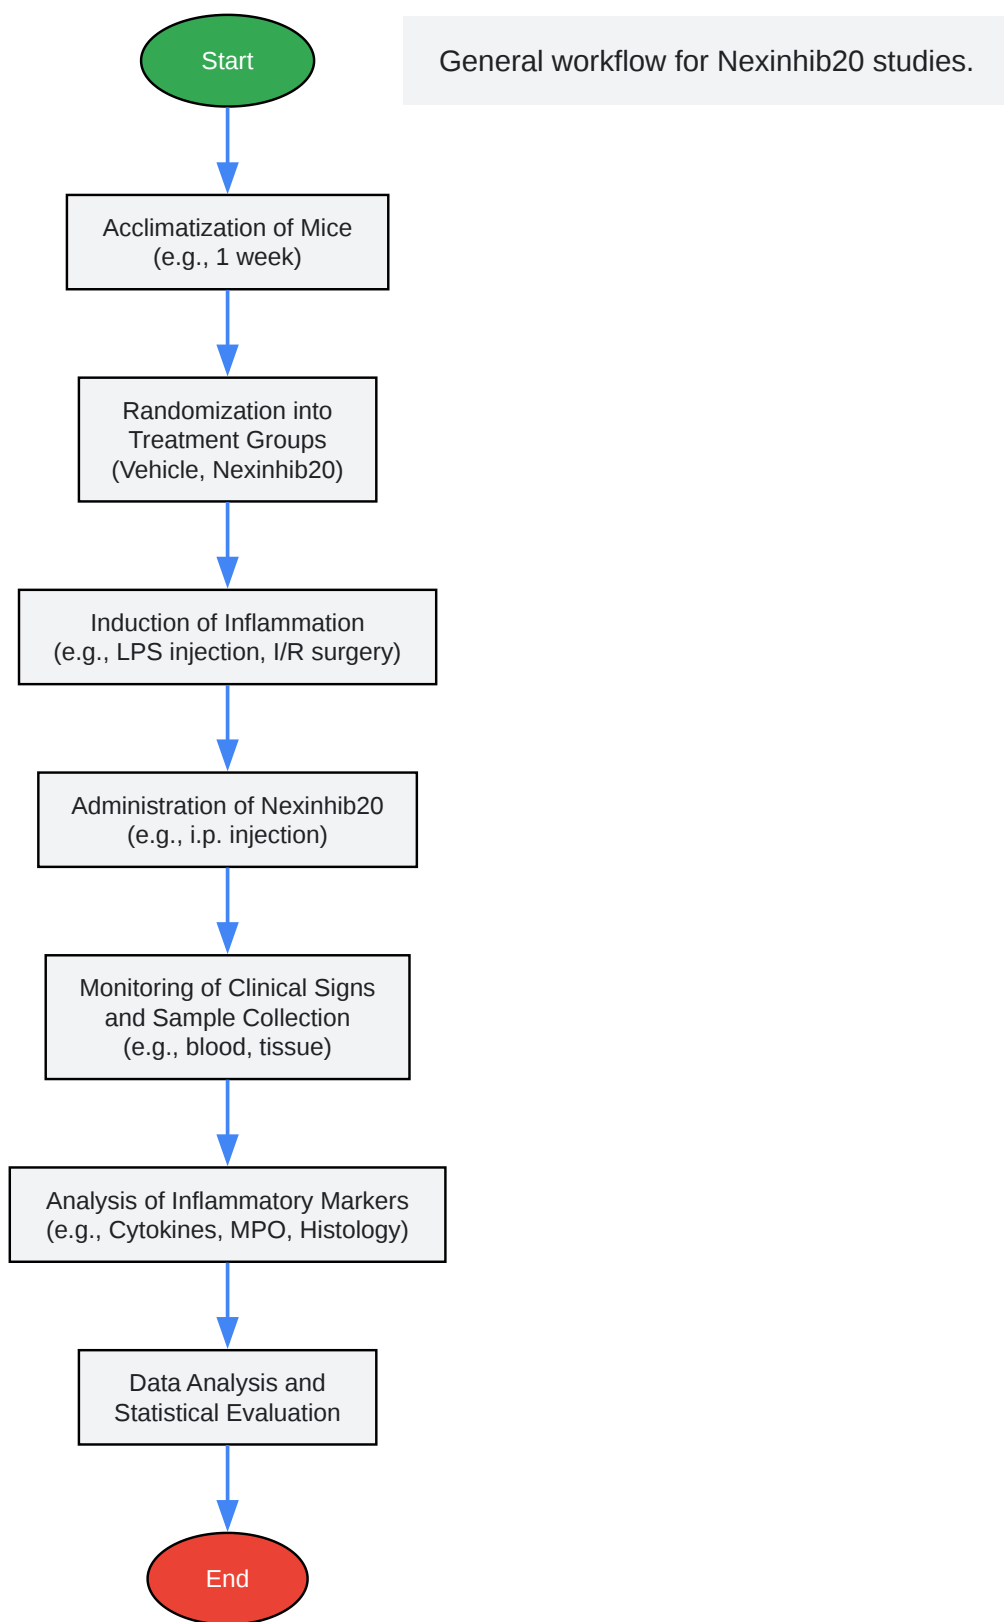 Start
General workflow for Nexinhib20 studies.
Acclimatization of Mice
(e.g., 1 week)
Randomization into
Treatment Groups
(Vehicle, Nexinhib20)
Induction of Inflammation
(e.g., LPS injection, I/R surgery)
Administration of Nexinhib20
(e.g., i.p. injection)
Monitoring of Clinical Signs
and Sample Collection
(e.g., blood, tissue)
Analysis of Inflammatory Markers
(e.g., Cytokines, MPO, Histology)
Data Analysis and
Statistical Evaluation
End